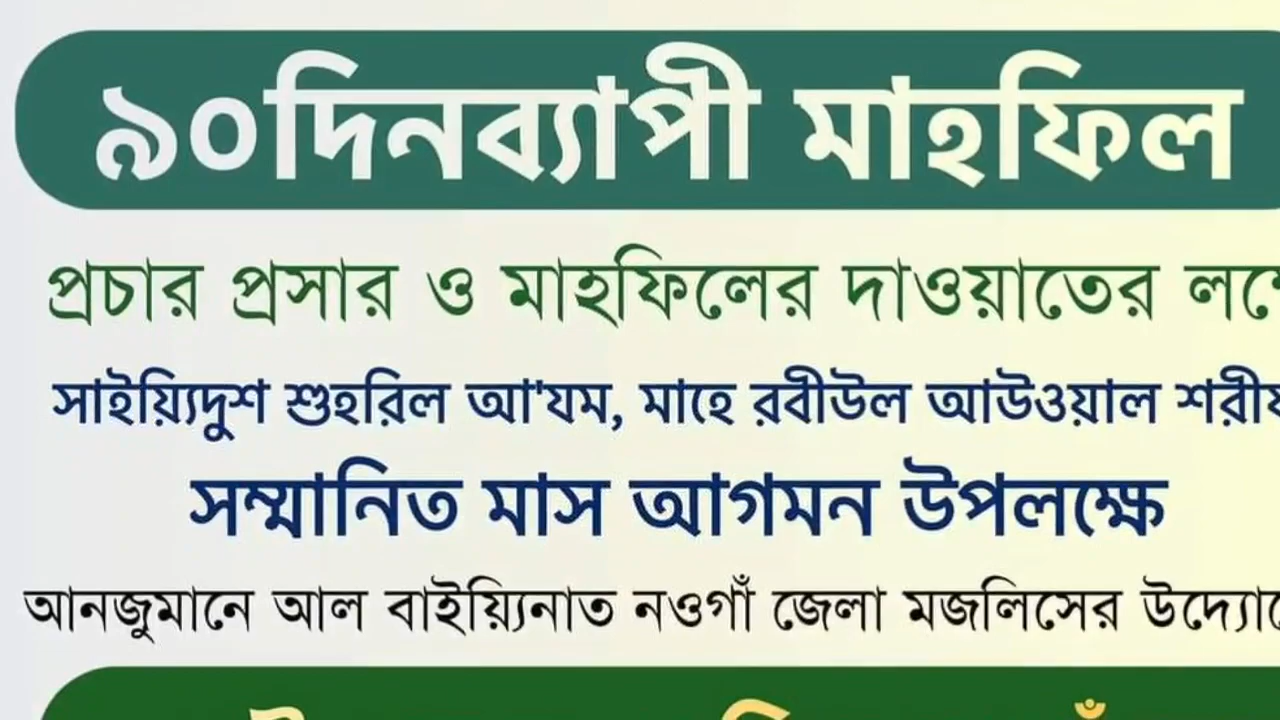 ৯০দিনব্যাপী মাহফিল
প্রচার প্রসার ও মাহফিলের দাওয়াতের
সাইয়্যিদুশ শুহরিল আ'যম, মাহে রবীউল আউওয়াল
সম্মানিত মাস আগমন উপলক্ষে
আনজুমানে আল বাইয়্যিনাত নওগাঁ জেলা মজলিসের